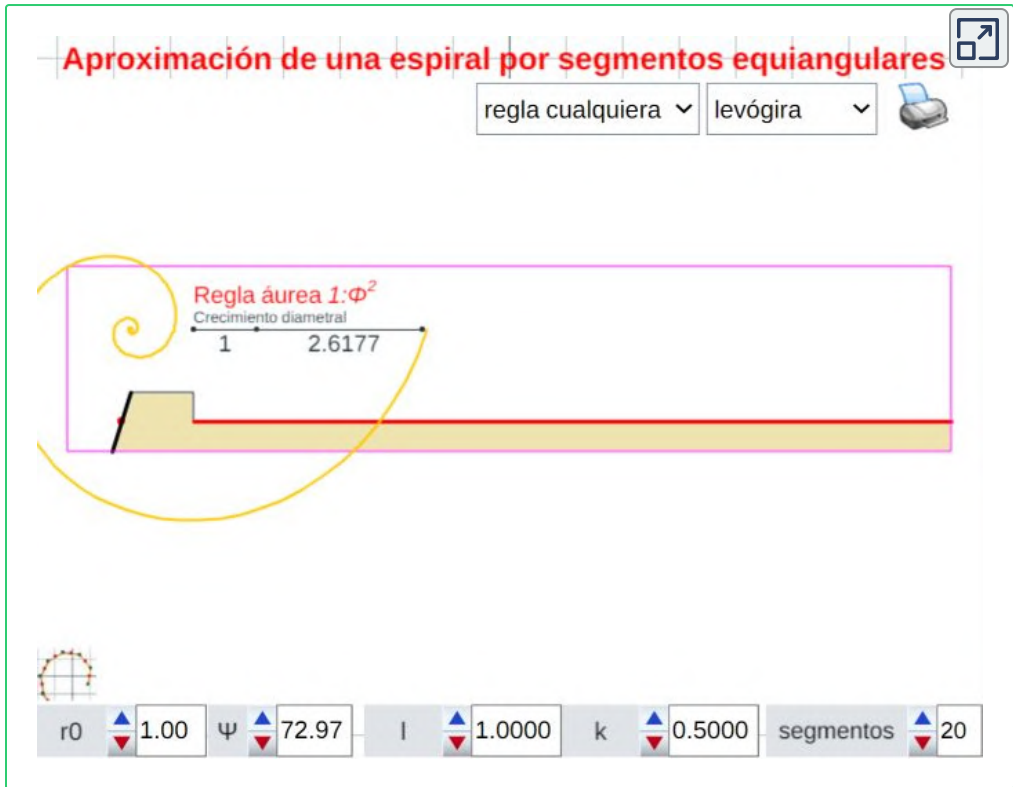 Aproximación de una espiral por segmentos equiangulares
regla cualquiera levógira
Regla áurea 1:Φ²
Crecimiento diametral
1 2.6177
r0 1.00 Ψ 72.97 l 1.0000 k 0.5000 segmentos 20